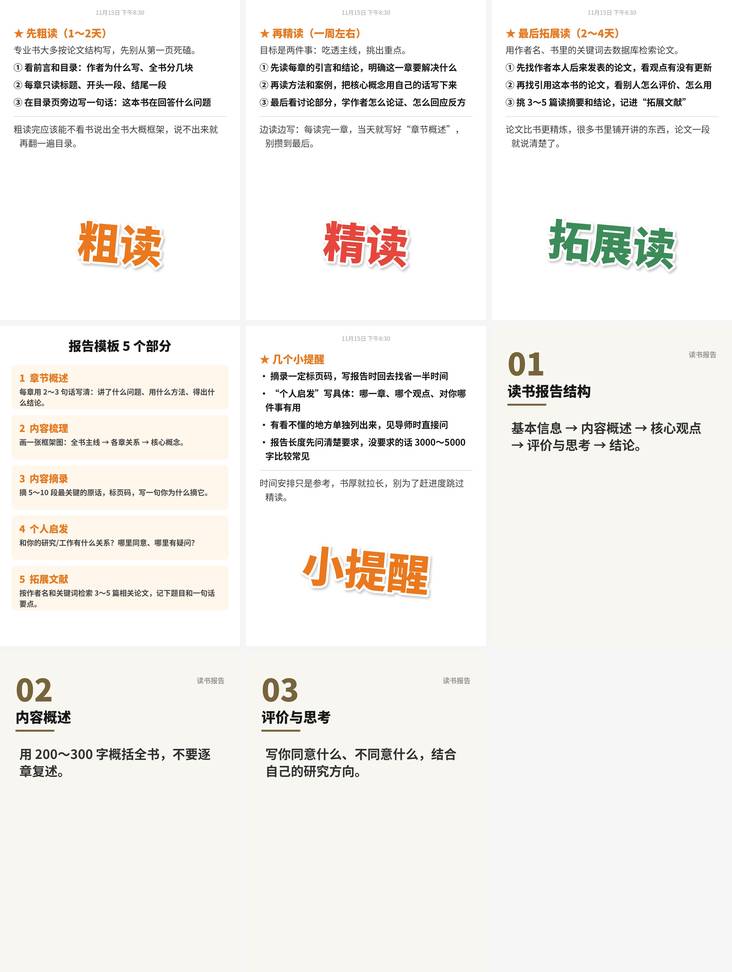 11月15日 下午8:30
★ 先粗读（1～2天）
专业书大多按论文结构写，先别从第一页死磕。
① 看前言和目录：作者为什么写、全书分几块
② 每章只读标题、开头一段、结尾一段
③ 在目录页旁边写一句话：这本书在回答什么问题
粗读完应该能不看书说出全书大概框架，说不出来就
再翻一遍目录。
粗读
11月15日 下午8:30
★ 再精读（一周左右）
目标是两件事：吃透主线，挑出重点。
① 先读每章的引言和结论，明确这一章要解决什么
② 再读方法和案例，把核心概念用自己的话写下来
③ 最后看讨论部分，学作者怎么论证、怎么回应反方
边读边写：每读完一章，当天就写好“章节概述”，
别攒到最后。
精读
11月15日 下午8:30
★ 最后拓展读（2～4天）
用作者名、书里的关键词去数据库检索论文。
① 先找作者本人后来发表的论文，看观点有没有更新
② 再找引用这本书的论文，看别人怎么评价、怎么用
③ 挑 3～5 篇读摘要和结论，记进“拓展文献”
论文比书更精炼，很多书里铺开讲的东西，论文一段
就说清楚了。
拓展读
报告模板 5 个部分
1 章节概述
每章用 2～3 句话写清：讲了什么问题、用什么方法、得出什
么结论。
2 内容梳理
画一张框架图：全书主线 → 各章关系 → 核心概念。
3 内容摘录
摘 5～10 段最关键的原话，标页码，写一句你为什么摘它。
4 个人启发
和你的研究/工作有什么关系？哪里同意、哪里有疑问？
5 拓展文献
按作者名和关键词检索 3～5 篇相关论文，记下题目和一句话
要点。
11月15日 下午8:30
★ 几个小提醒
• 摘录一定标页码，写报告时回去找省一半时间
• “个人启发”写具体：哪一章、哪个观点、对你哪
件事有用
• 有看不懂的地方单独列出来，见导师时直接问
• 报告长度先问清楚要求，没要求的话 3000～5000
字比较常见
时间安排只是参考，书厚就拉长，别为了赶进度跳过
精读。
小提醒
01
读书报告
读书报告结构
基本信息 → 内容概述 → 核心观点
→ 评价与思考 → 结论。
02
读书报告
内容概述
用 200～300 字概括全书，不要逐
章复述。
03
读书报告
评价与思考
写你同意什么、不同意什么，结合
自己的研究方向。